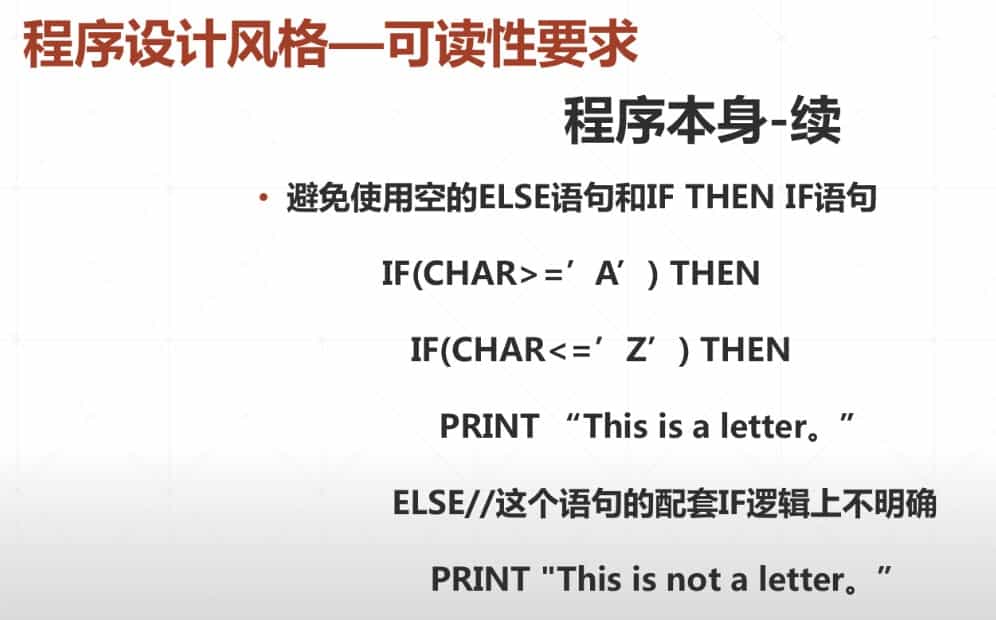 程序设计风格—可读性要求
程序本身-续
• 避免使用空的ELSE语句和IF THEN IF语句
IF(CHAR>=’A’) THEN
IF(CHAR<=’Z’) THEN
PRINT “This is a letter。”
ELSE//这个语句的配套IF逻辑上不明确
PRINT "This is not a letter。”